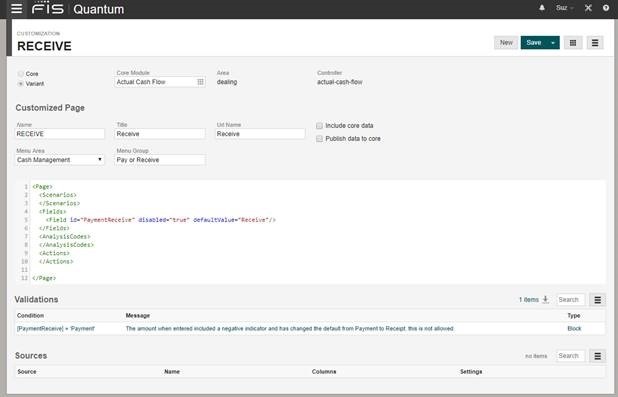 FIS Quantum Suz
CUSTOMIZATION
RECEIVE New Save
Core Core Module Area Controller
Variant Actual Cash Flow dealing actual-cash-flow
Customized Page
Name Title Url Name Include core data
RECEIVE Receive Receive Publish data to core
Menu Area Menu Group
Cash Management Pay or Receive
1 <Page>
2 <Scenarios>
3 </Scenarios>
4 <Fields>
5 <Field id="PaymentReceive" disabled="true" defaultValue="Receive"/>
6 </Fields>
7 <AnalysisCodes>
8 </AnalysisCodes>
9 <Actions>
10 </Actions>
11
12 </Page>
Validations 1 items Search
Condition Message Type
[PaymentReceive] = 'Payment' The amount when entered included a negative indicator and has changed the default from Payment to Receipt. this is not allowed Block
Sources no items Search
Source Name Columns Settings